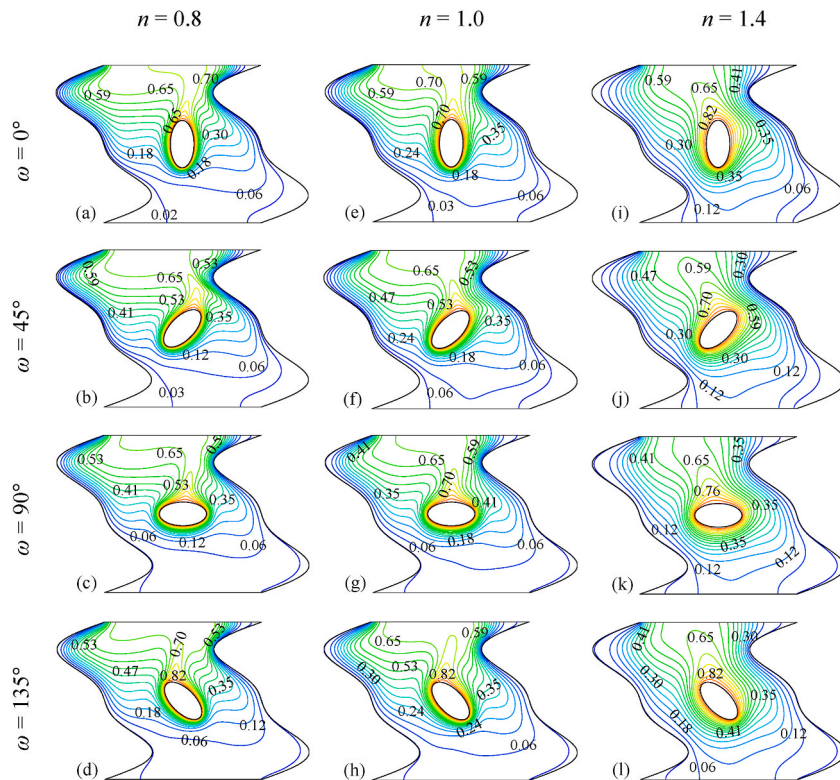 n = 0.8 n = 1.0 n = 1.4
ω = 0°
0.59 0.65 0.70 0.65 0.30 0.18 0.18 0.06 0.02 (a)
0.59 0.70 0.59 0.70 0.35 0.24 0.18 0.06 0.03 (e)
0.59 0.65 0.41 0.82 0.30 0.35 0.35 0.06 0.12 (i)
ω = 45°
0.59 0.65 0.53 0.53 0.41 0.35 0.12 0.06 0.03 (b)
0.65 0.53 0.47 0.53 0.35 0.24 0.18 0.06 0.06 (f)
0.47 0.59 0.30 0.70 0.59 0.30 0.30 0.12 0.12 (j)
ω = 90°
0.53 0.65 0.53 0.41 0.35 0.06 0.12 0.06 (c)
0.41 0.65 0.59 0.70 0.35 0.41 0.18 0.06 0.06 (g)
0.41 0.65 0.35 0.76 0.35 0.12 0.35 0.12 0.12 (k)
ω = 135°
0.53 0.70 0.53 0.47 0.82 0.35 0.18 0.12 0.06 (d)
0.65 0.59 0.30 0.53 0.82 0.35 0.24 0.24 0.06 (h)
0.41 0.65 0.30 0.30 0.82 0.35 0.18 0.41 0.12 0.06 (l)